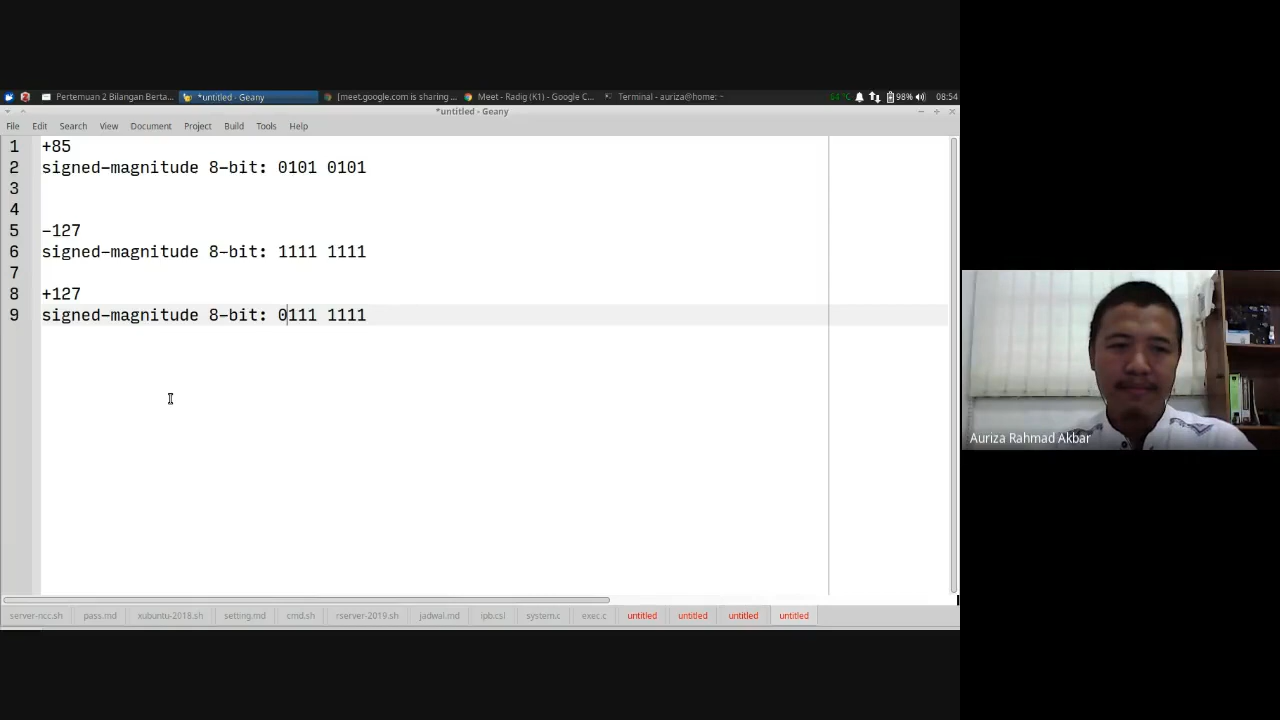 Pertemuan 2 Bilangan Berta... *untitled - Geany [meet.google.com is sharing ... Meet - Radig (K1) - Google C... Terminal - auriza@home: ~ 64°C 98% 08:54
*untitled - Geany
File Edit Search View Document Project Build Tools Help
1 +85
2 signed-magnitude 8-bit: 0101 0101
3
4
5 -127
6 signed-magnitude 8-bit: 1111 1111
7
8 +127
9 signed-magnitude 8-bit: 0111 1111
Auriza Rahmad Akbar
server-ncc.sh pass.md xubuntu-2018.sh setting.md cmd.sh rserver-2019.sh jadwal.md ipb.csl system.c exec.c untitled untitled untitled untitled